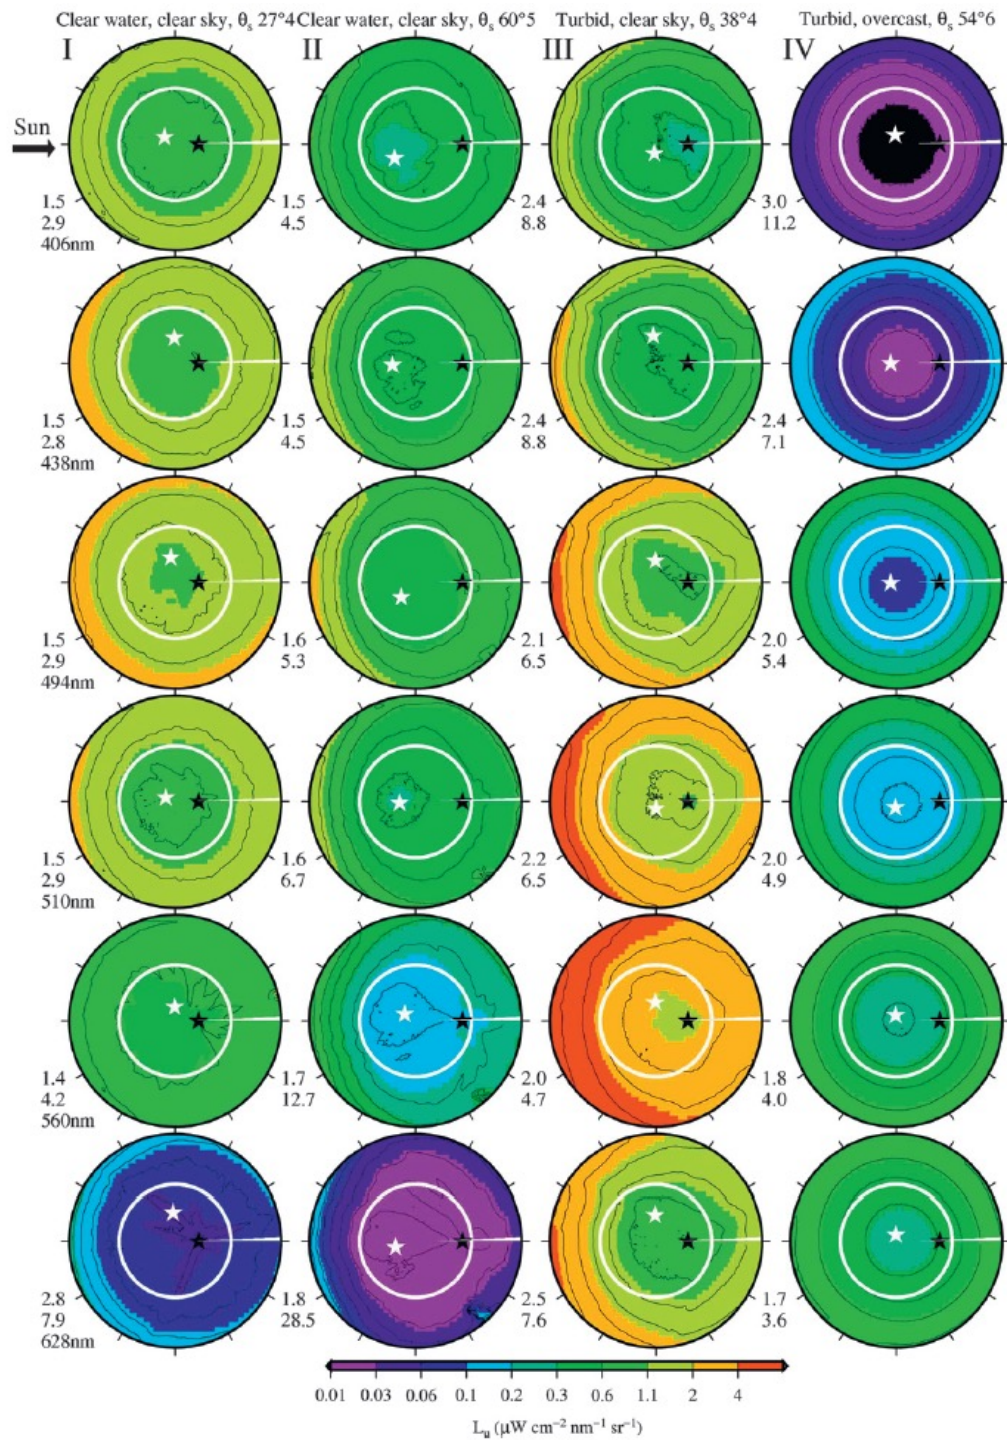 Clear water, clear sky, θs 27°4 Clear water, clear sky, θs 60°5 Turbid, clear sky, θs 38°4 Turbid, overcast, θs 54°6
I II III IV
Sun
1.5 1.5 2.4 3.0
2.9 4.5 8.8 11.2
406nm
1.5 1.5 2.4 2.4
2.8 4.5 8.8 7.1
438nm
1.5 1.6 2.1 2.0
2.9 5.3 6.5 5.4
494nm
1.5 1.6 2.2 2.0
2.9 6.7 6.5 4.9
510nm
1.4 1.7 2.0 1.8
4.2 12.7 4.7 4.0
560nm
2.8 1.8 2.5 1.7
7.9 28.5 7.6 3.6
628nm
0.01 0.03 0.06 0.1 0.2 0.3 0.6 1.1 2 4
Lu (μW cm−2 nm−1 sr−1)